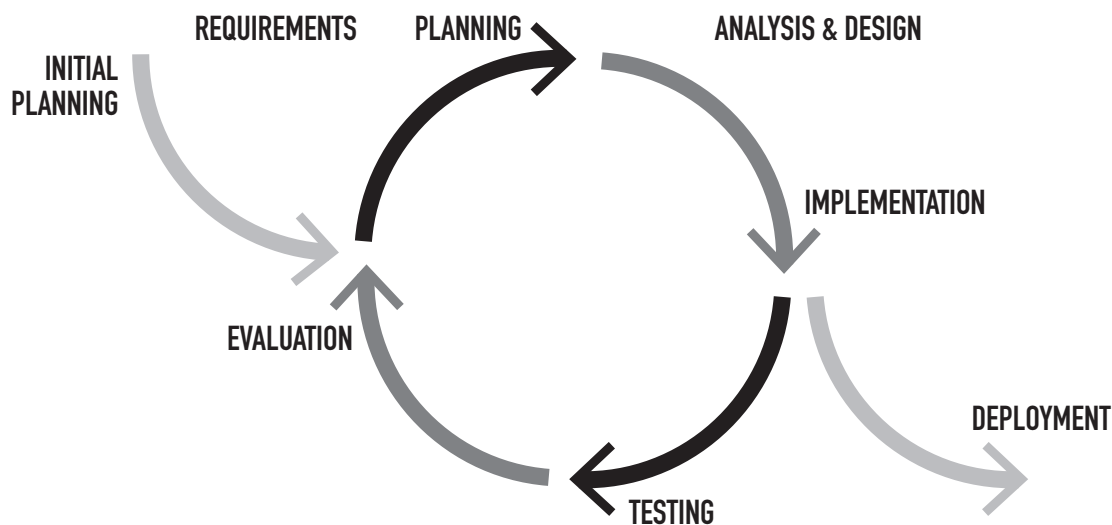 REQUIREMENTS
PLANNING
ANALYSIS & DESIGN
INITIAL
PLANNING
IMPLEMENTATION
EVALUATION
DEPLOYMENT
TESTING